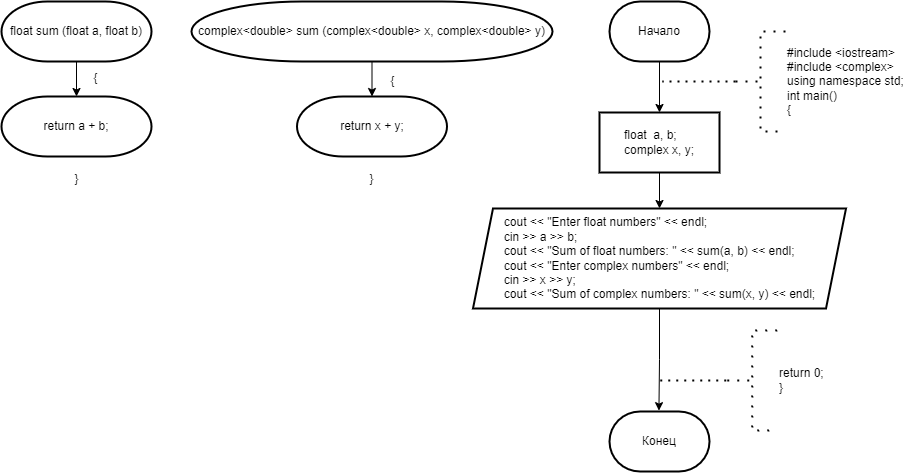 float sum (float a, float b)
{
return a + b;
}
complex<double> sum (complex<double> x, complex<double> y)
{
return x + y;
}
Начало
#include <iostream>
#include <complex>
using namespace std;
int main()
{
float  a, b;
complex x, y;
cout << "Enter float numbers" << endl;
cin >> a >> b;
cout << "Sum of float numbers: " << sum(a, b) << endl;
cout << "Enter complex numbers" << endl;
cin >> x >> y;
cout << "Sum of complex numbers: " << sum(x, y) << endl;
return 0;
}
Конец